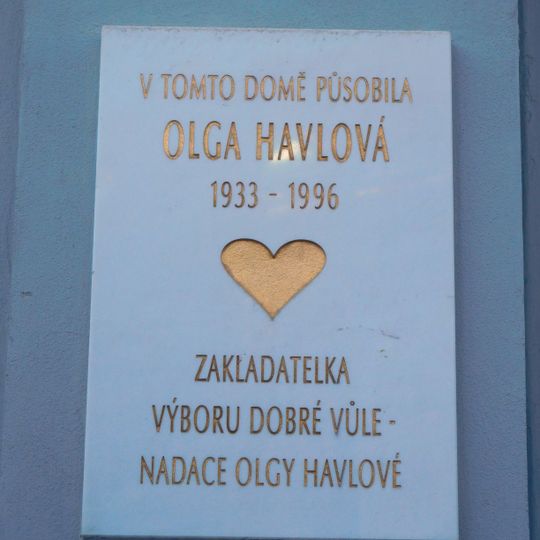 V TOMTO DOMĚ PŮSOBILA
OLGA HAVLOVÁ
1933 - 1996
ZAKLADATELKA
VÝBORU DOBRÉ VŮLE -
NADACE OLGY HAVLOVÉ